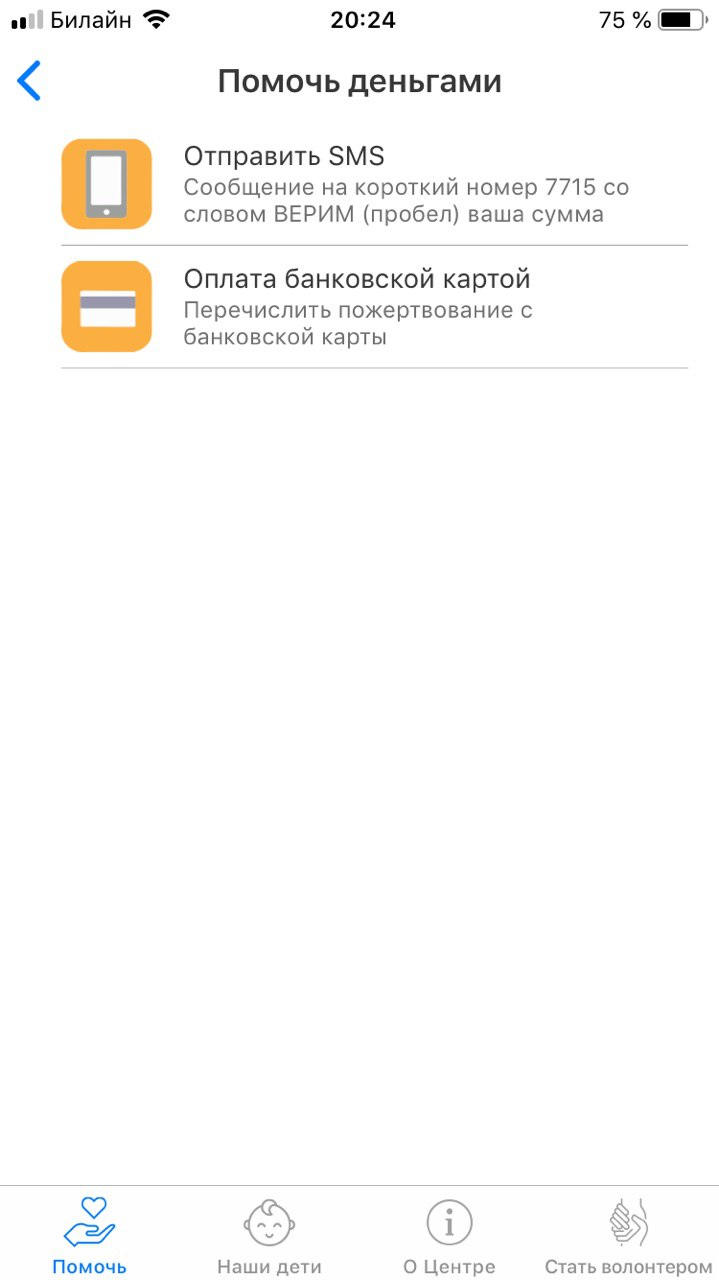 Билайн 20:24 75 %
Помочь деньгами
Отправить SMS
Сообщение на короткий номер 7715 со
словом ВЕРИМ (пробел) ваша сумма
Оплата банковской картой
Перечислить пожертвование с
банковской карты
Помочь Наши дети О Центре Стать волонтером